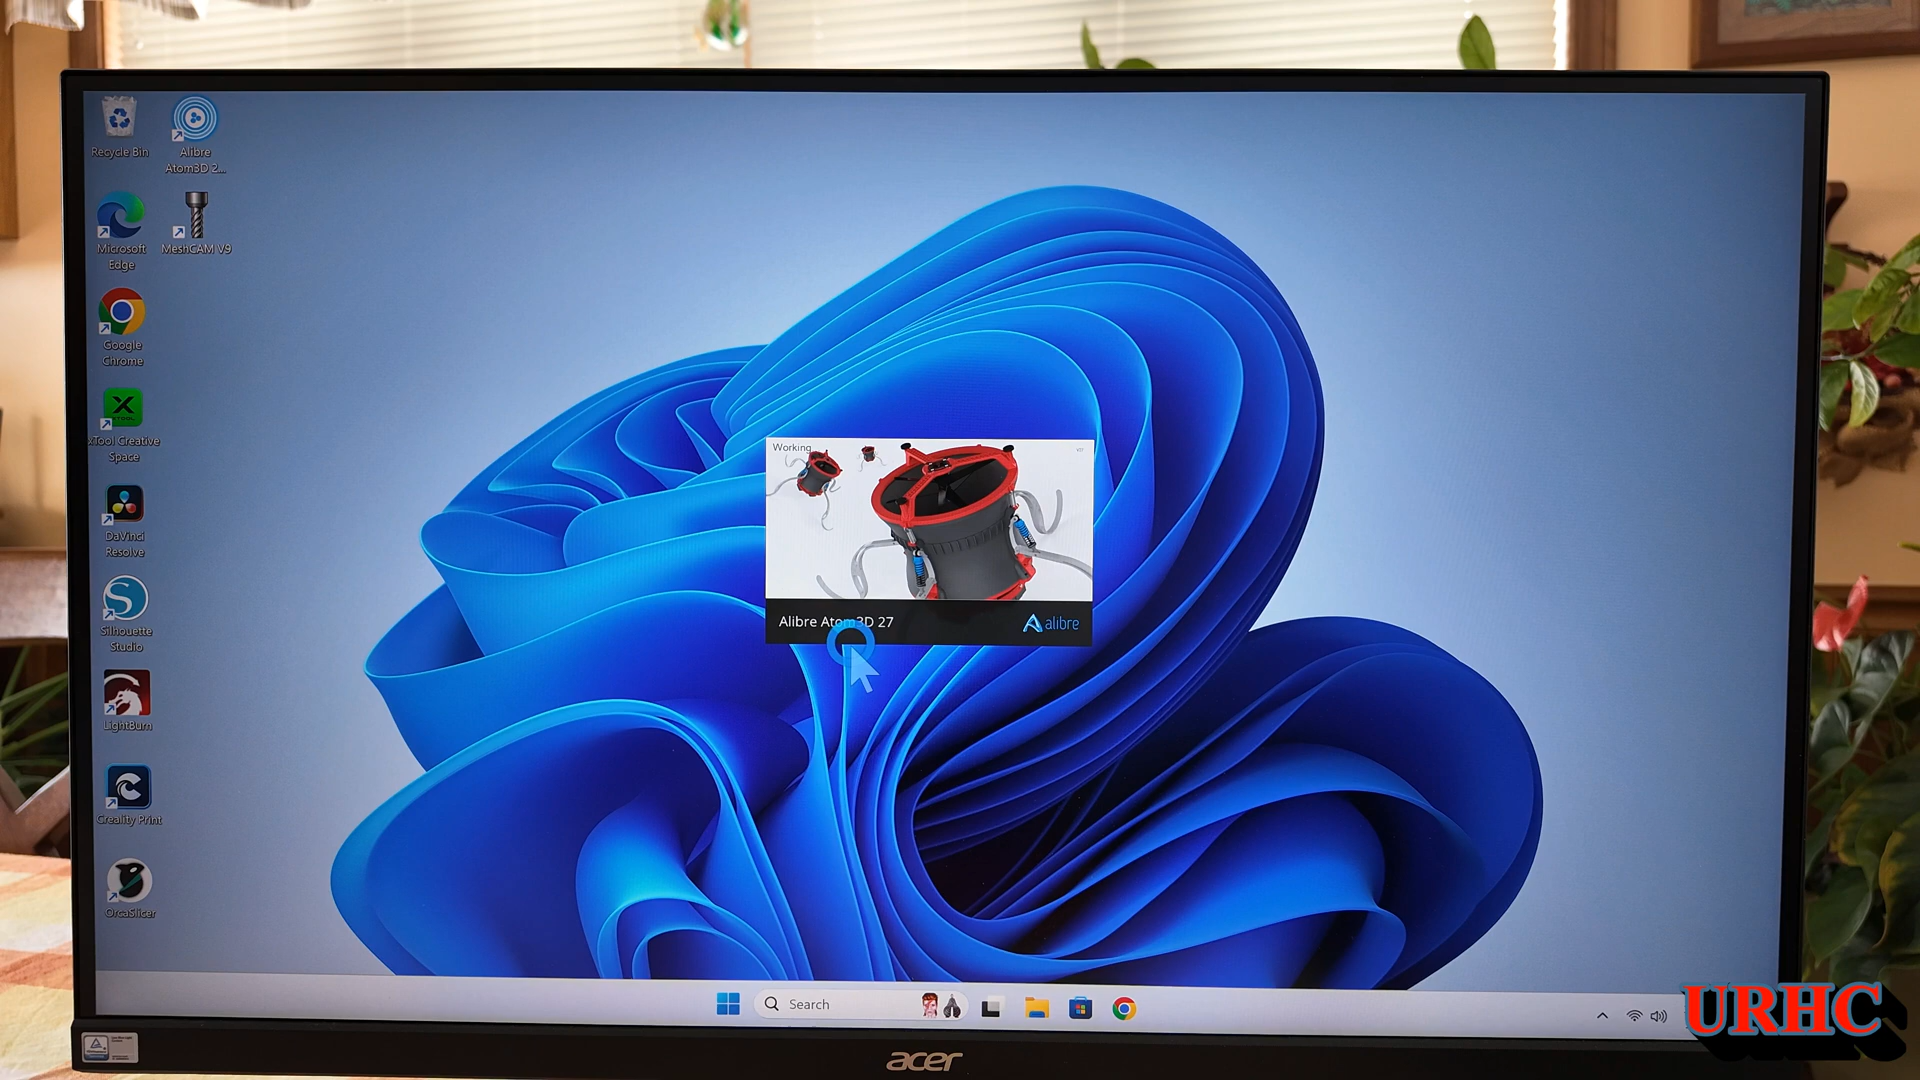 Recycle Bin
Alibre
Atom3D 2...
Microsoft
Edge
MeshCAM V9
Google
Chrome
xTool Creative
Space
DaVinci
Resolve
Silhouette
Studio
LightBurn
Creality Print
OrcaSlicer
Working
Alibre Atom3D 27
alibre
Search
acer
URHC